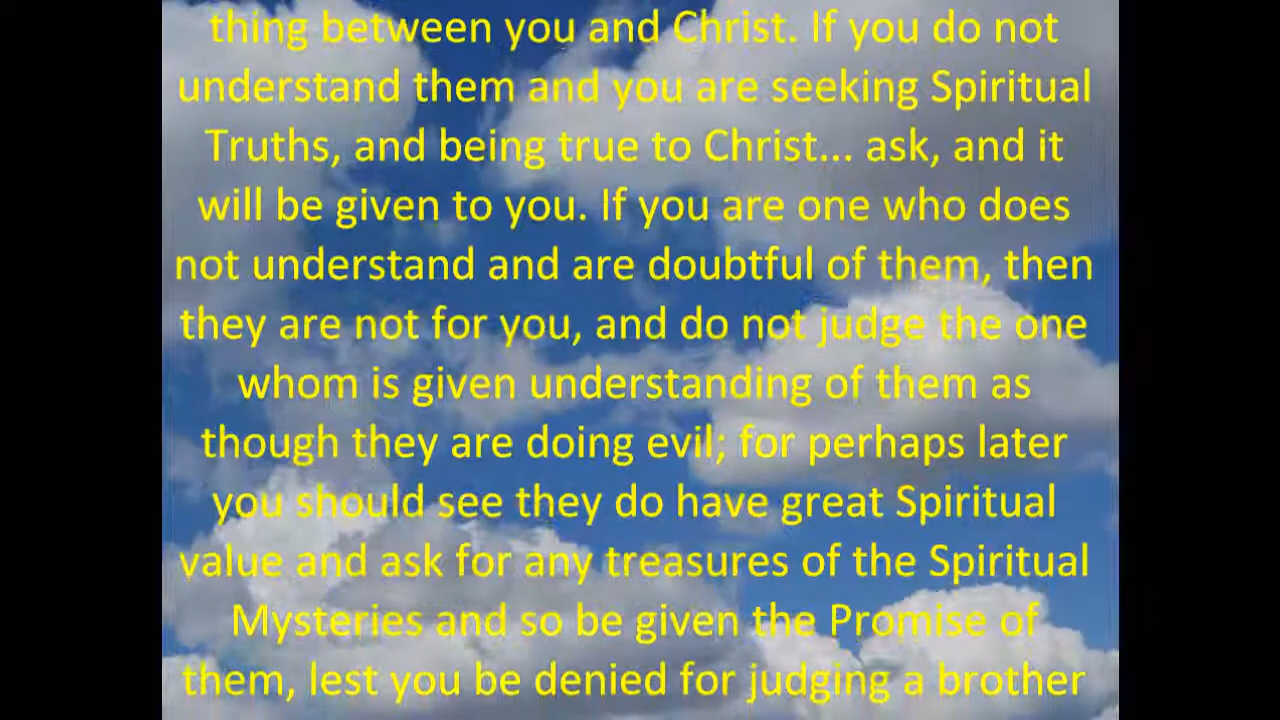 thing between you and Christ. If you do not
understand them and you are seeking Spiritual
Truths, and being true to Christ... ask, and it
will be given to you. If you are one who does
not understand and are doubtful of them, then
they are not for you, and do not judge the one
whom is given understanding of them as
though they are doing evil; for perhaps later
you should see they do have great Spiritual
value and ask for any treasures of the Spiritual
Mysteries and so be given the Promise of
them, lest you be denied for judging a brother